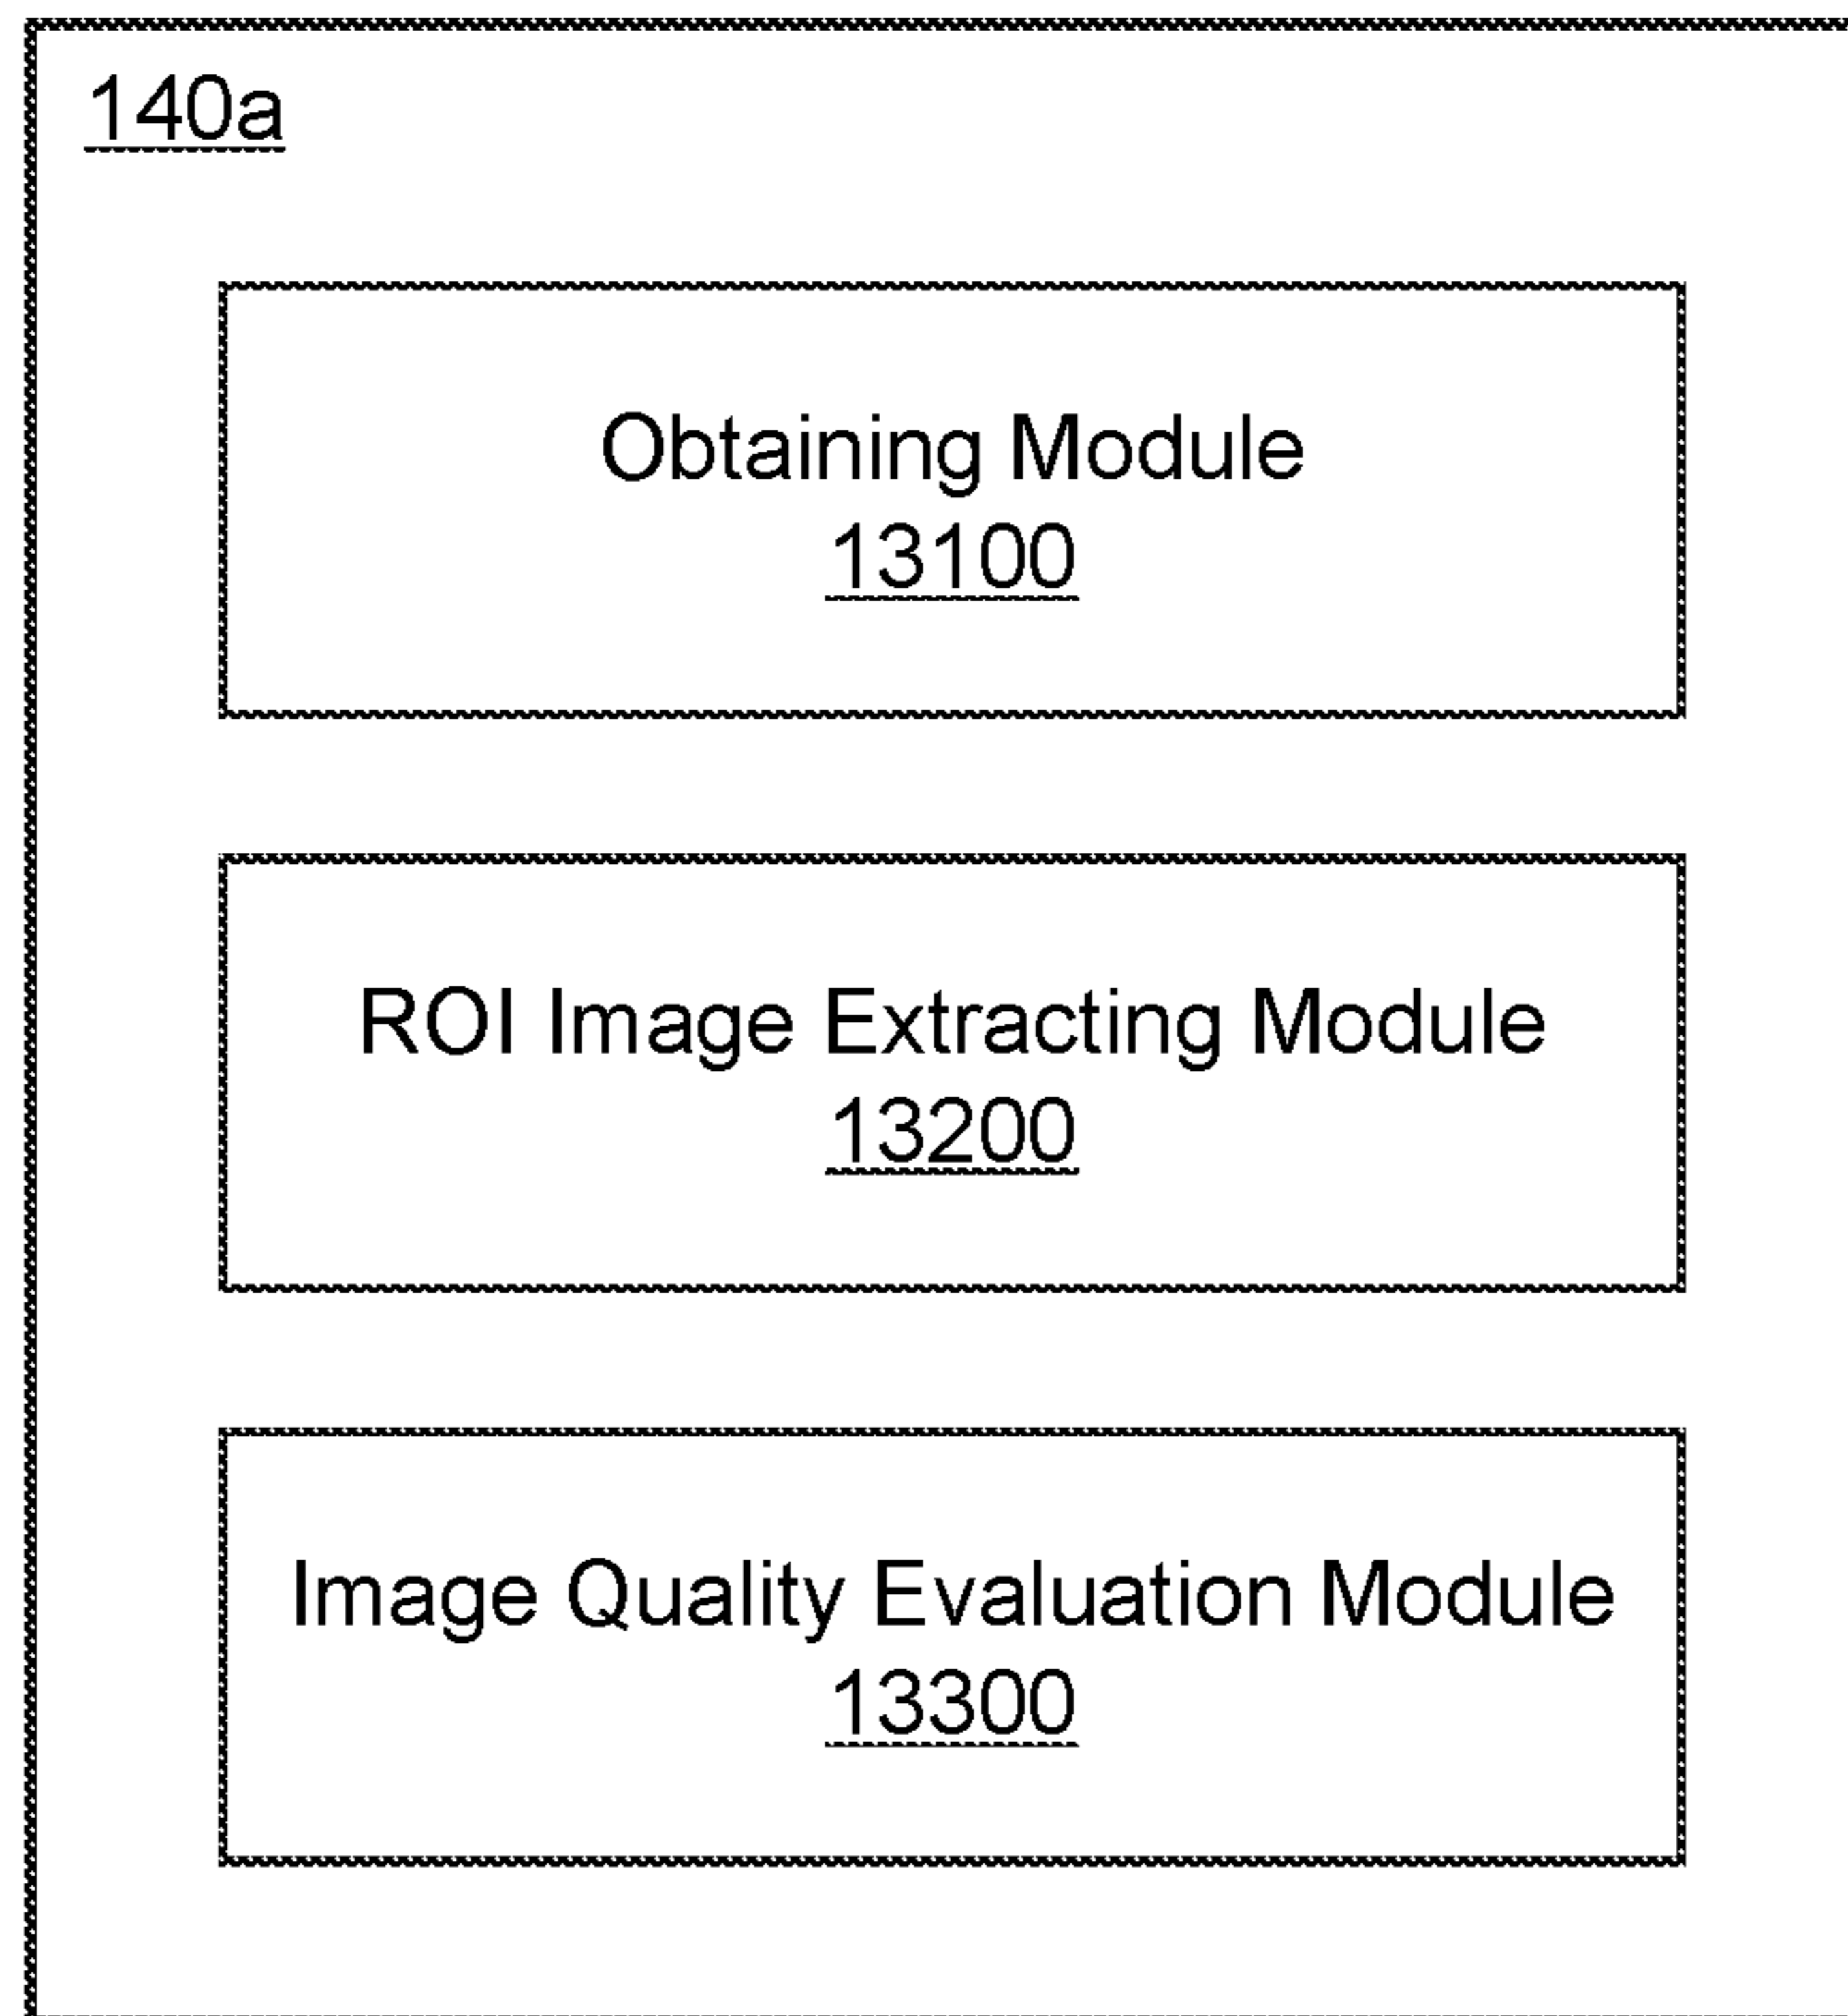 140a
Obtaining Module
13100
ROI Image Extracting Module
13200
Image Quality Evaluation Module
13300